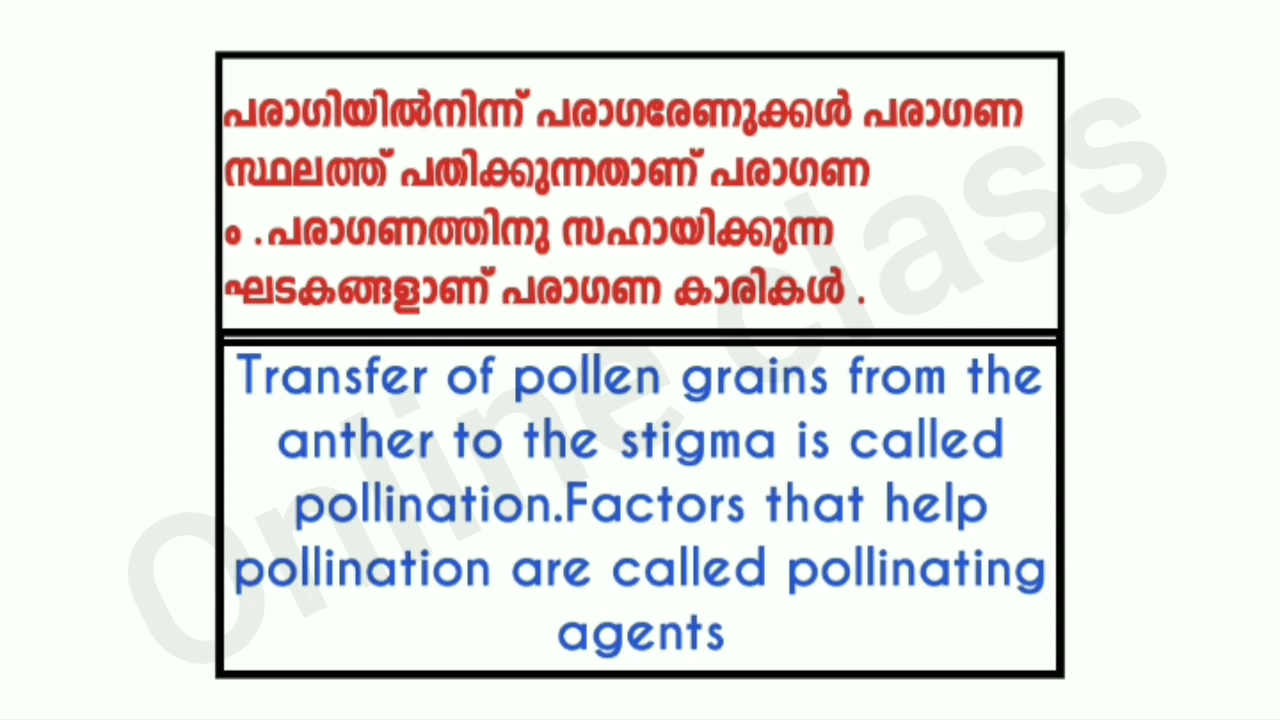 പരാഗിയിൽനിന്ന് പരാഗരേണുക്കൾ പരാഗണ
സ്ഥലത്ത് പതിക്കുന്നതാണ് പരാഗണ
ം .പരാഗണത്തിനു സഹായിക്കുന്ന
ഘടകങ്ങളാണ് പരാഗണ കാരികൾ .
Transfer of pollen grains from the
anther to the stigma is called
pollination.Factors that help
pollination are called pollinating
agents
Online class